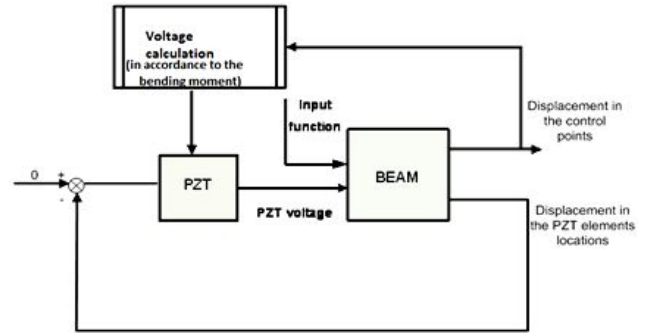 Voltage
calculation
(in accordance to the
bending moment)
Input
function
Displacement in
the control
points
0
+
-
PZT
BEAM
PZT voltage
Displacement in
the PZT elements
locations